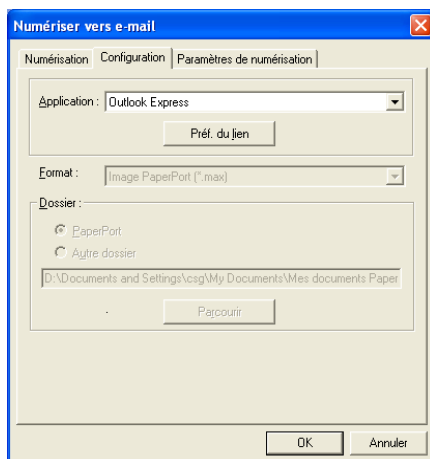 Numériser vers e-mail
Numérisation Configuration Paramètres de numérisation
Application : Outlook Express
Préf. du lien
Format : Image PaperPort (*.max)
Dossier :
PaperPort
Autre dossier
D:\Documents and Settings\csg\My Documents\Mes documents Paper
Parcourir
OK Annuler